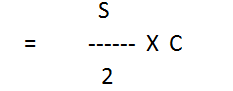 S
= ------ X C
2